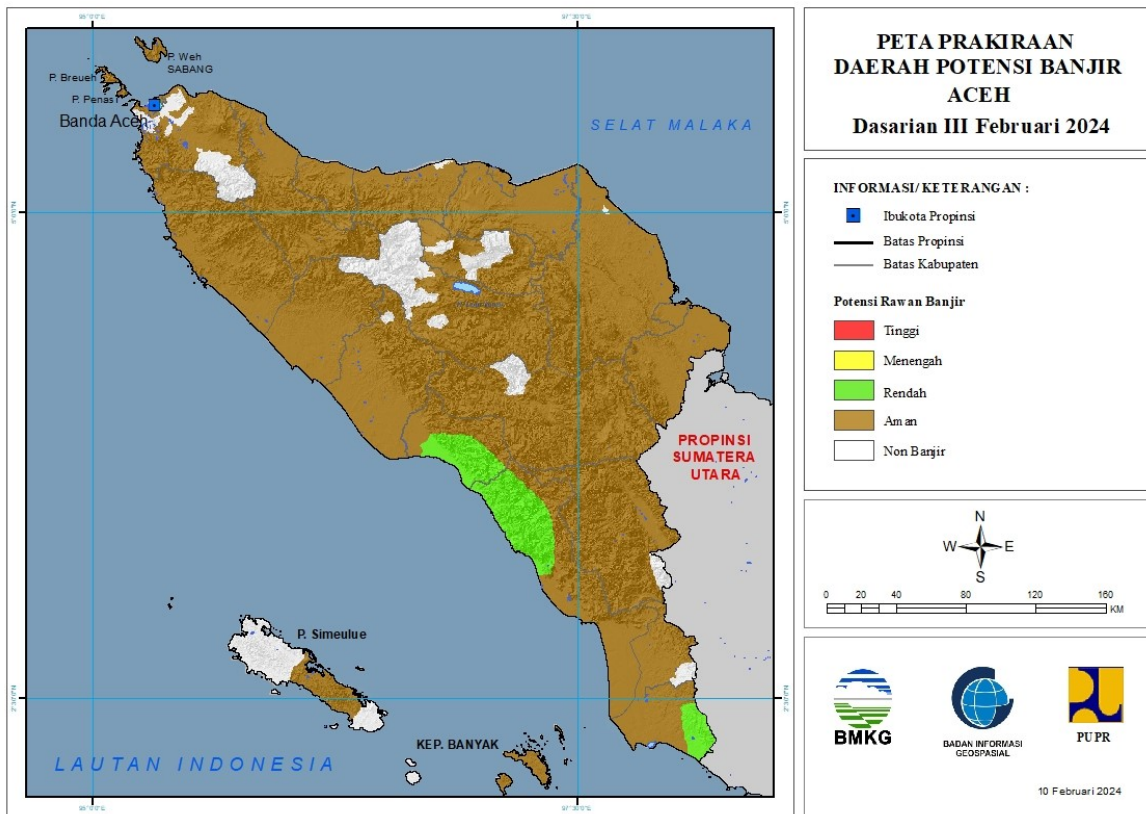 PETA PRAKIRAAN
DAERAH POTENSI BANJIR
ACEH
Dasarian III Februari 2024
INFORMASI/ KETERANGAN :
Ibukota Propinsi
Batas Propinsi
Batas Kabupaten
Potensi Rawan Banjir
Tinggi
Menengah
Rendah
Aman
Non Banjir
N
W E
S
0 20 40 80 120 160
KM
BMKG
BADAN INFORMASI
GEOSPASIAL
PUPR
10 Februari 2024
P. Weh
SABANG
P. Breueh
P. Penasi
Banda Aceh
SELAT MALAKA
PROPINSI
SUMATERA
UTARA
P. Simeulue
KEP. BANYAK
LAUTAN INDONESIA